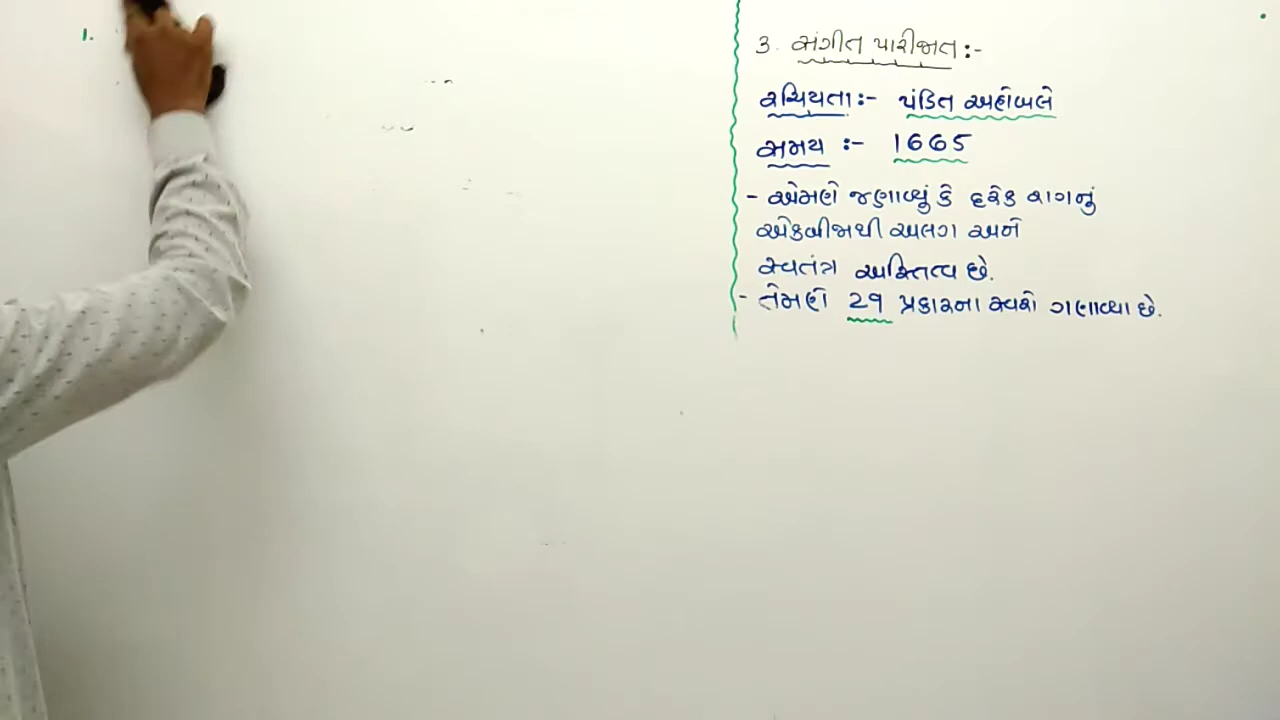 1.
3. સંગીત પારીજાત :-
રચયિતા :- પંડિત અહોબલે
સમય :- 1665
- એમણે જણાવ્યું કે દરેક રાગનું
એકબીજાથી અલગ અને
સ્વતંત્ર અસ્તિત્વ છે.
- તેમણે 29 પ્રકારના સ્વરો ગણાવ્યા છે.